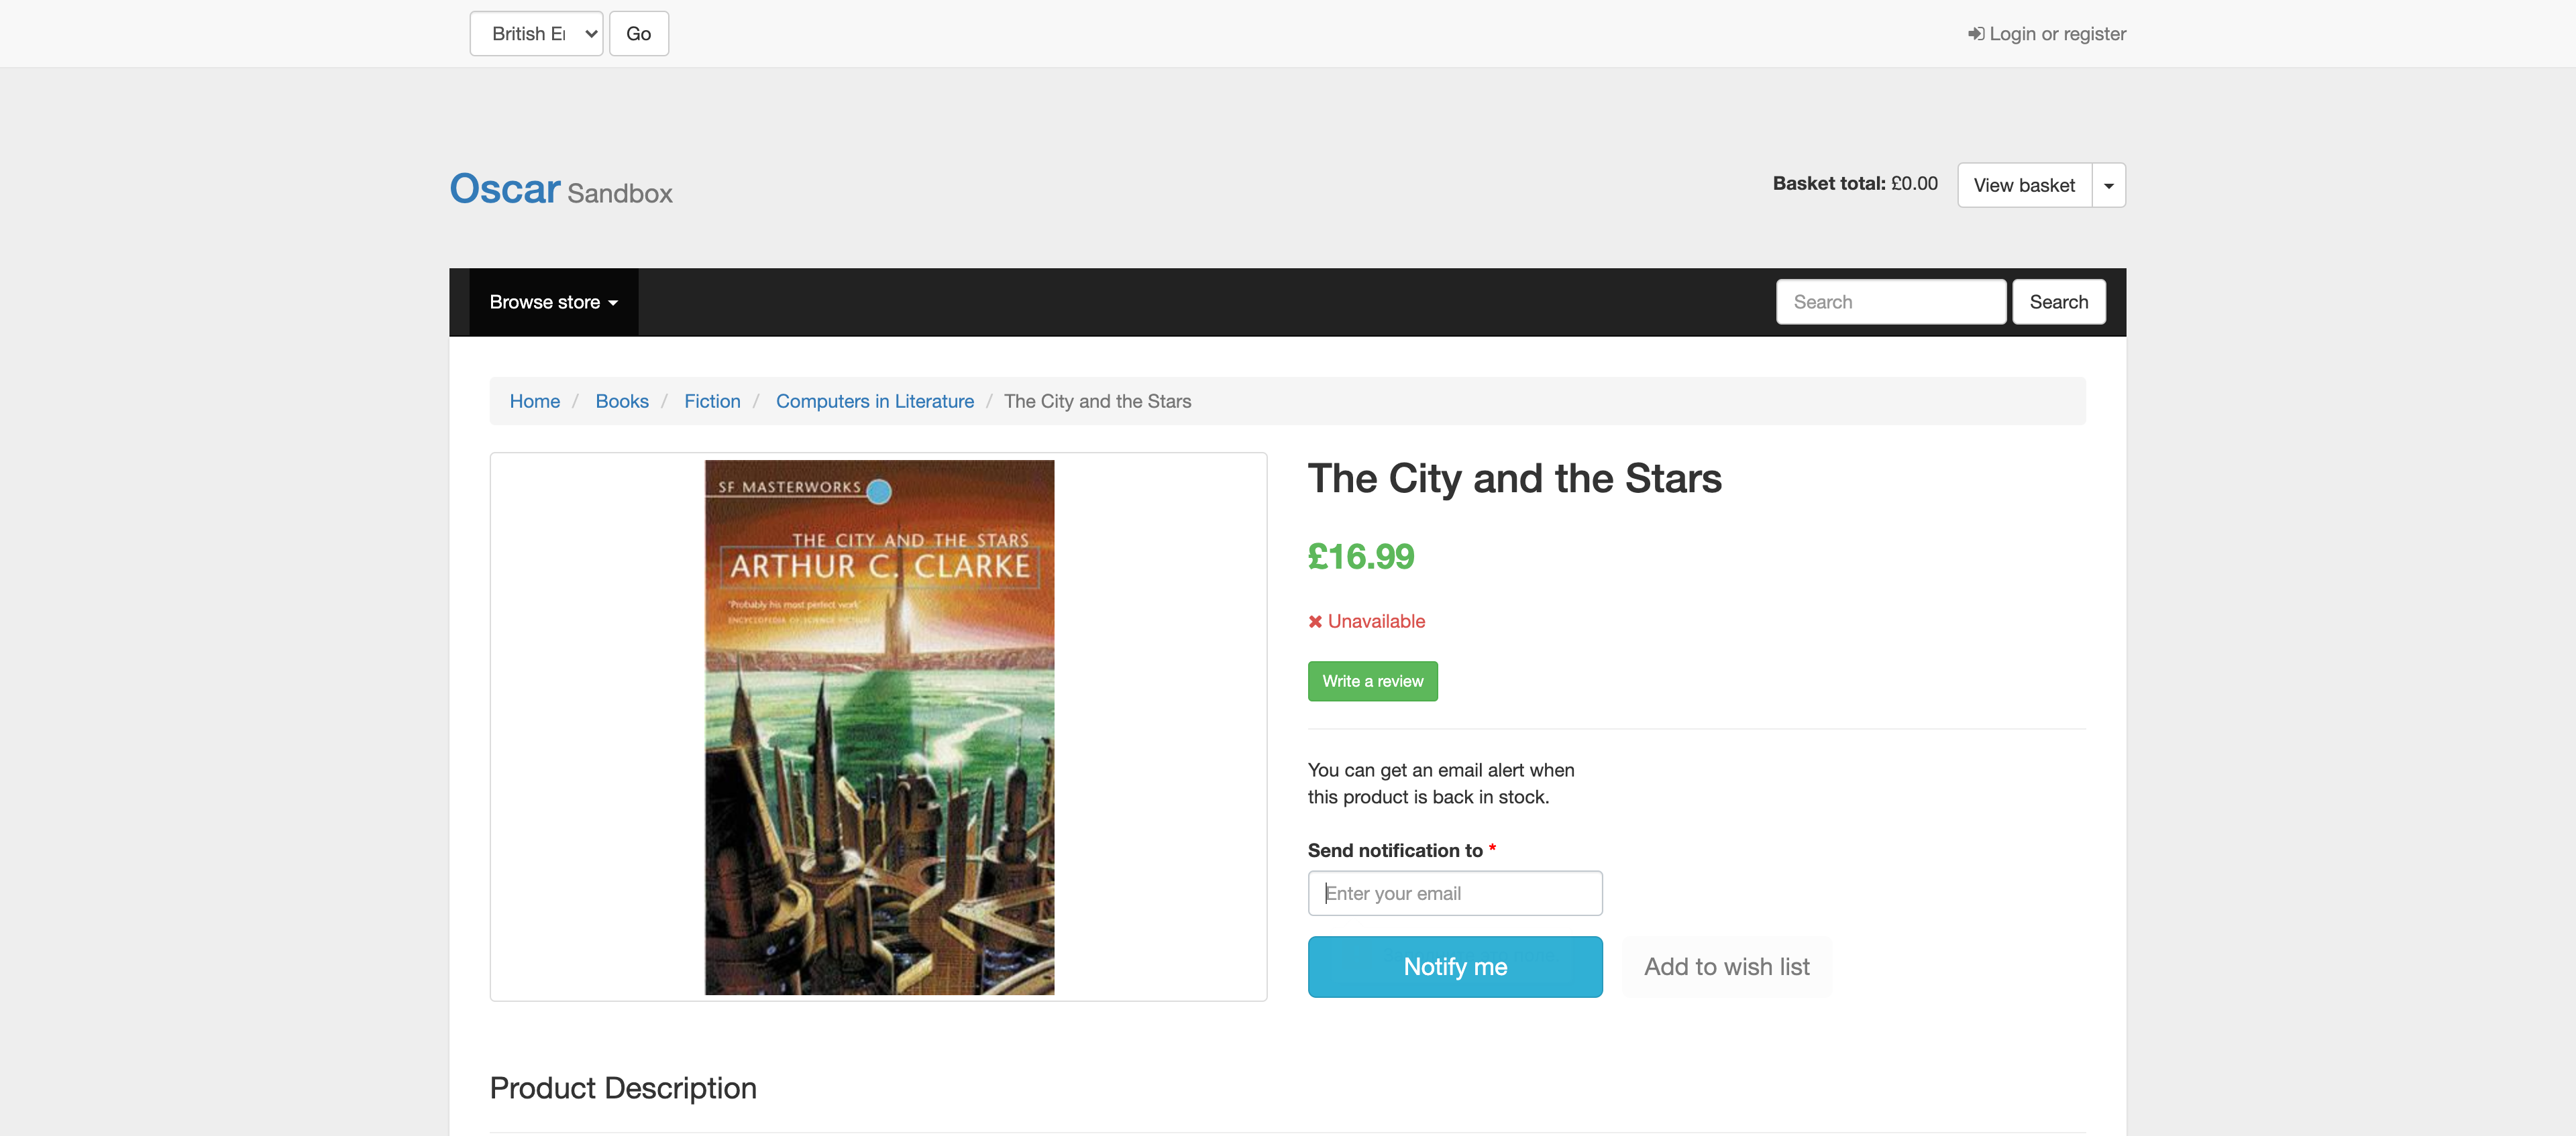 British En
Go
Login or register
Oscar Sandbox
Basket total: £0.00
View basket
Browse store
Search
Search
Home / Books / Fiction / Computers in Literature / The City and the Stars
SF MASTERWORKS
THE CITY AND THE STARS
ARTHUR C. CLARKE
"Probably his most perfect work"
ENCYCLOPEDIA OF SCIENCE FICTION
The City and the Stars
£16.99
Unavailable
Write a review
You can get an email alert when
this product is back in stock.
Send notification to *
Enter your email
Notify me
Add to wish list
Product Description